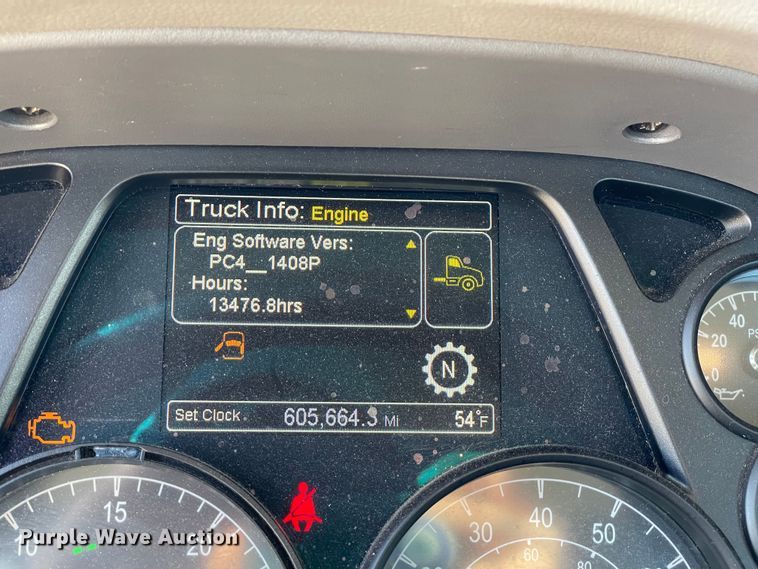 Truck Info: Engine
Eng Software Vers:
PC4__1408P
Hours:
13476.8hrs
N
Set Clock 605,664.3 Mi 54°F
40
20
0
PS
10 15 20
30 40 50
60 80
Purple Wave Auction